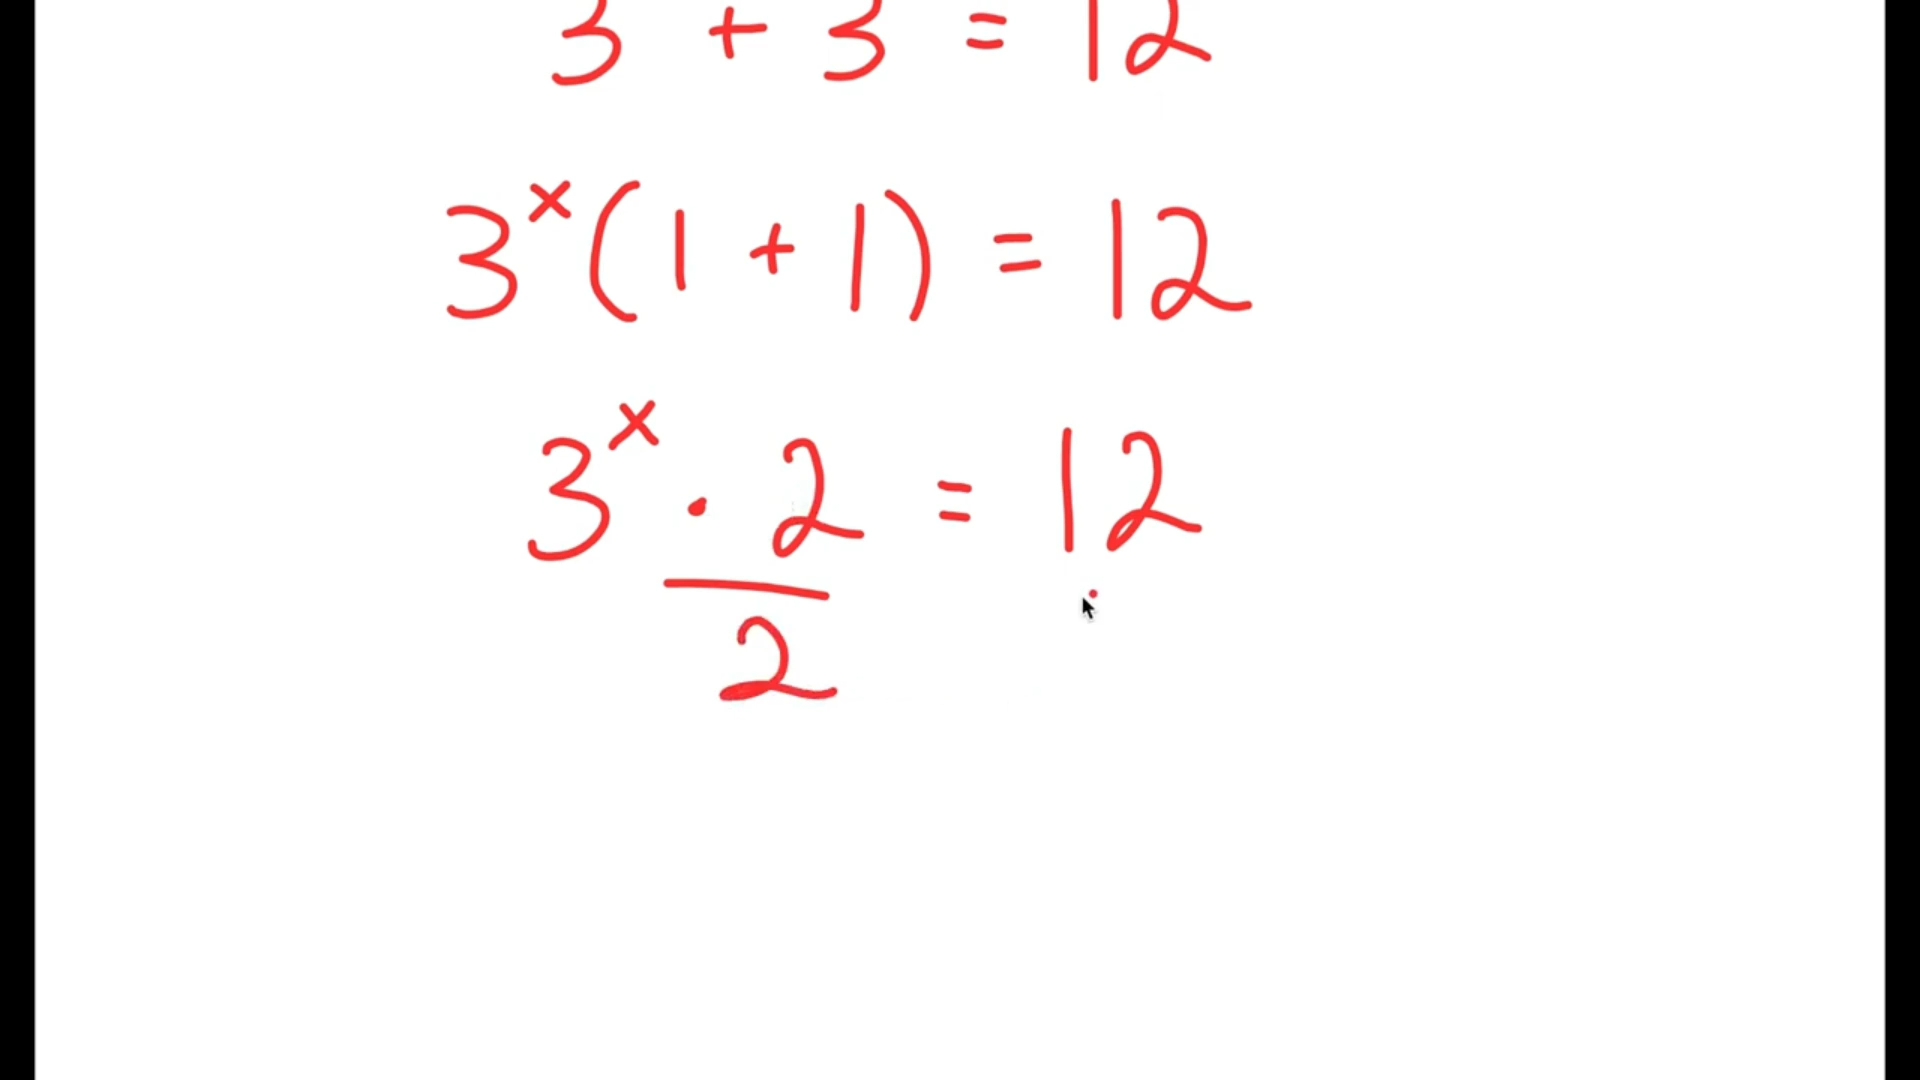 3 + 3 = 12
3^x (1 + 1) = 12
3^x · 2 = 12
2